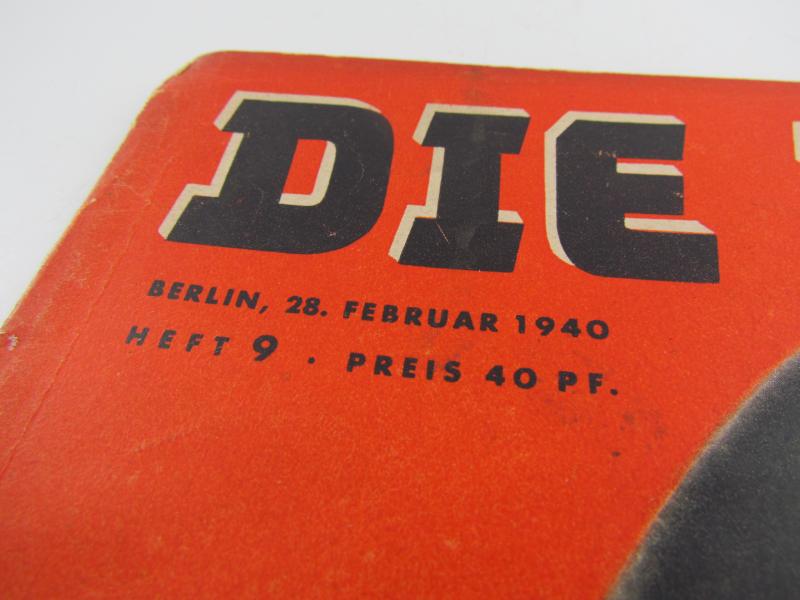 DIE
BERLIN, 28. FEBRUAR 1940
HEFT 9 . PREIS 40 PF.